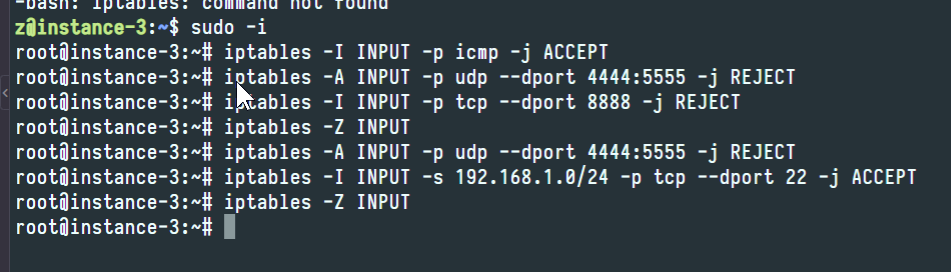 -bash: iptables: command not found
z@instance-3:~$ sudo -i
root@instance-3:~# iptables -I INPUT -p icmp -j ACCEPT
root@instance-3:~# iptables -A INPUT -p udp --dport 4444:5555 -j REJECT
root@instance-3:~# iptables -I INPUT -p tcp --dport 8888 -j REJECT
root@instance-3:~# iptables -Z INPUT
root@instance-3:~# iptables -A INPUT -p udp --dport 4444:5555 -j REJECT
root@instance-3:~# iptables -I INPUT -s 192.168.1.0/24 -p tcp --dport 22 -j ACCEPT
root@instance-3:~# iptables -Z INPUT
root@instance-3:~#